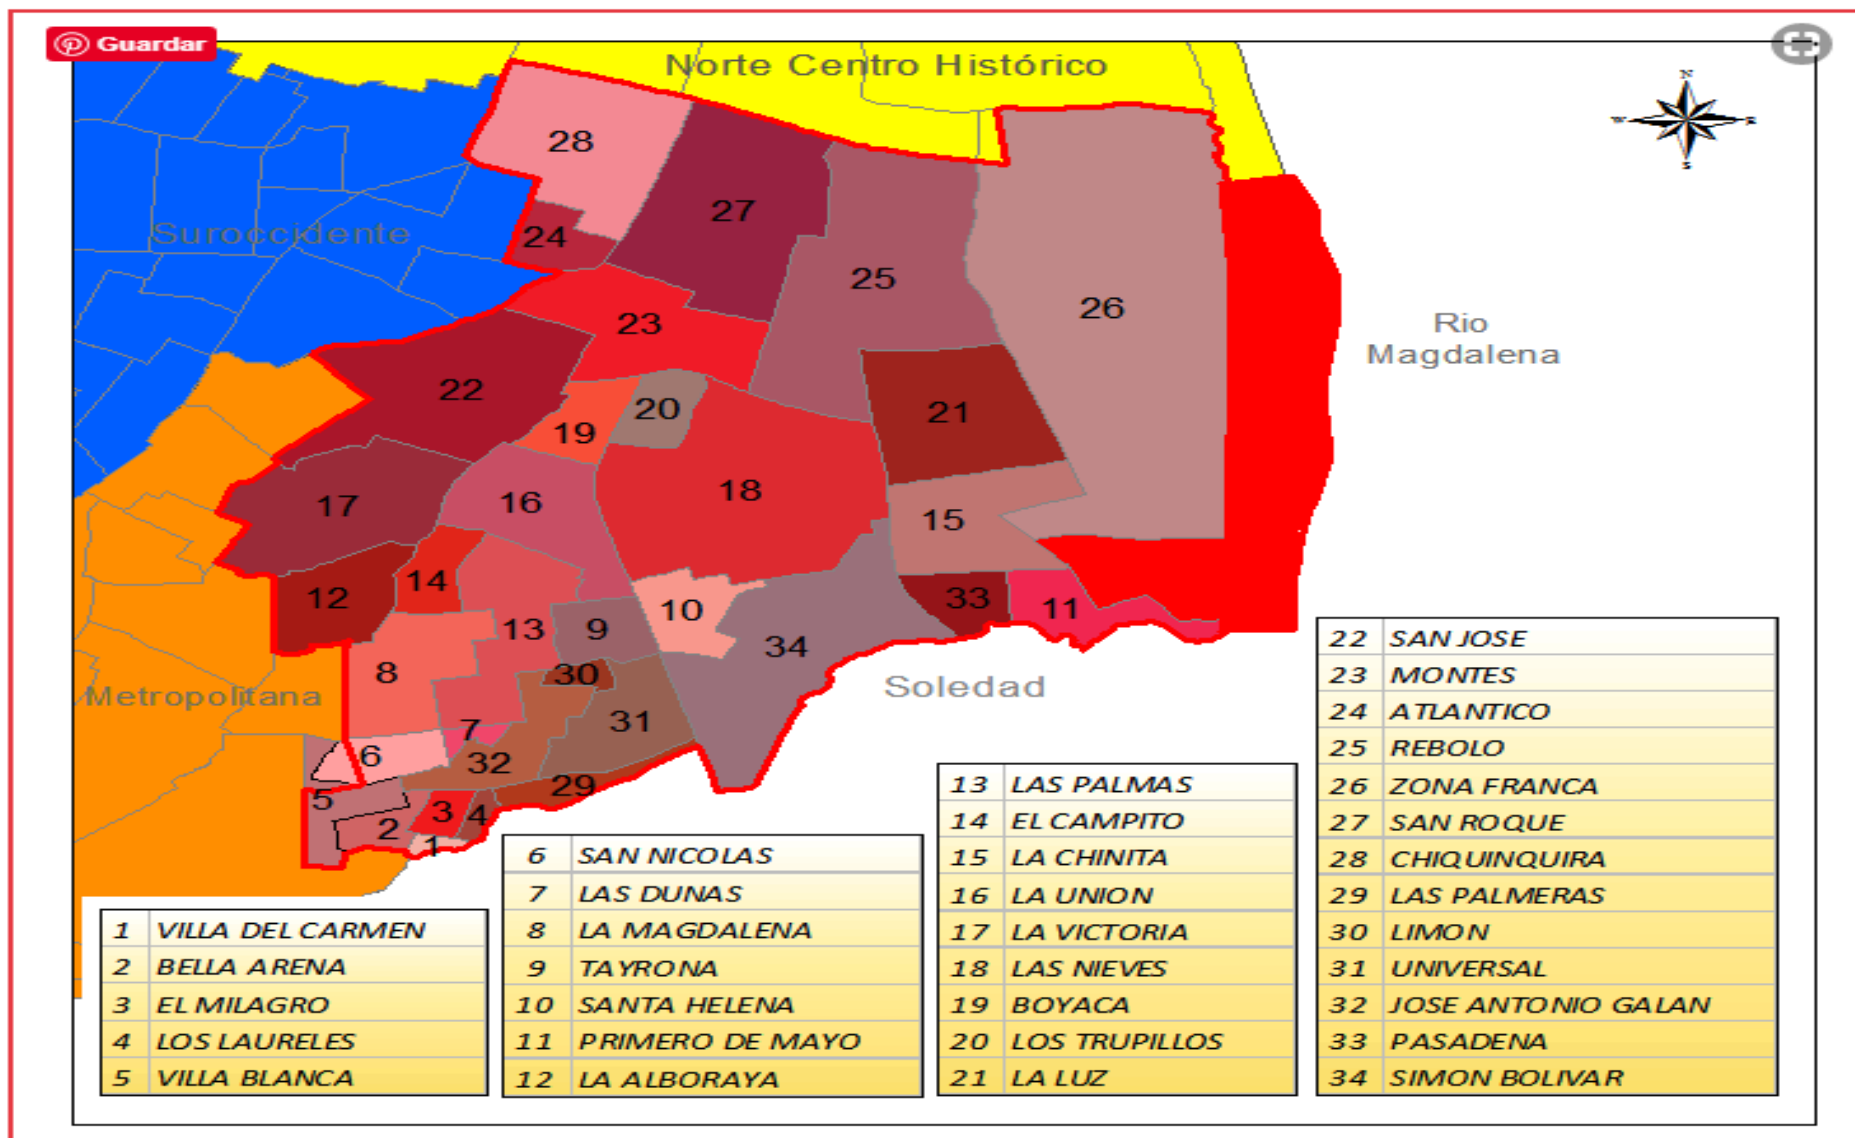 Guardar
Norte Centro Histórico
N
W
E
S
28
27
24
Suroccidente
25
26
23
Rio
Magdalena
22
20
21
19
18
17
16
15
14
12
10
33
11
13
9
34
8
30
Soledad
Metropolitana
31
7
6
32
29
5
3
4
2
1
1 VILLA DEL CARMEN
2 BELLA ARENA
3 EL MILAGRO
4 LOS LAURELES
5 VILLA BLANCA
6 SAN NICOLAS
7 LAS DUNAS
8 LA MAGDALENA
9 TAYRONA
10 SANTA HELENA
11 PRIMERO DE MAYO
12 LA ALBORAYA
13 LAS PALMAS
14 EL CAMPITO
15 LA CHINITA
16 LA UNION
17 LA VICTORIA
18 LAS NIEVES
19 BOYACA
20 LOS TRUPILLOS
21 LA LUZ
22 SAN JOSE
23 MONTES
24 ATLANTICO
25 REBOLO
26 ZONA FRANCA
27 SAN ROQUE
28 CHIQUINQUIRA
29 LAS PALMERAS
30 LIMON
31 UNIVERSAL
32 JOSE ANTONIO GALAN
33 PASADENA
34 SIMON BOLIVAR